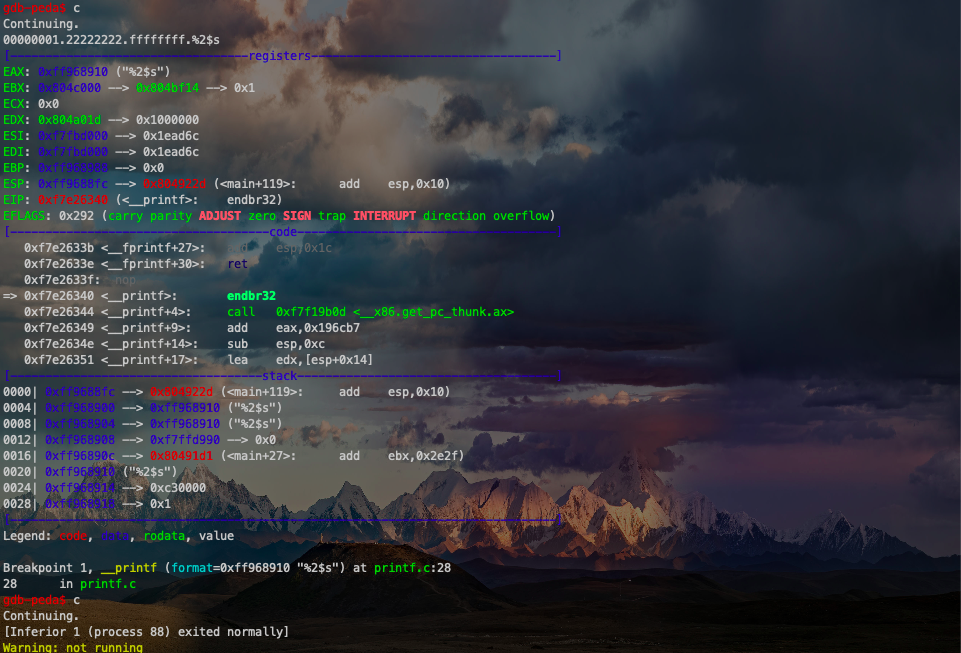 gdb-peda$ c
Continuing.
00000001.22222222.ffffffff.%2$s
[----------------------------------registers-----------------------------------]
EAX: 0xff968910 ("%2$s")
EBX: 0x804c000 --> 0x804bf14 --> 0x1
ECX: 0x0
EDX: 0x804a01d --> 0x1000000
ESI: 0xf7fbd000 --> 0x1ead6c
EDI: 0xf7fbd000 --> 0x1ead6c
EBP: 0xff968988 --> 0x0
ESP: 0xff9688fc --> 0x804922d (<main+119>: add esp,0x10)
EIP: 0xf7e26340 (<__printf>: endbr32)
EFLAGS: 0x292 (carry parity ADJUST zero SIGN trap INTERRUPT direction overflow)
[-------------------------------------code-------------------------------------]
0xf7e2633b <__fprintf+27>: esp,0x1c
0xf7e2633e <__fprintf+30>: ret
0xf7e2633f: nop
=> 0xf7e26340 <__printf>: endbr32
0xf7e26344 <__printf+4>: call 0xf7f19b0d <__x86.get_pc_thunk.ax>
0xf7e26349 <__printf+9>: add eax,0x196cb7
0xf7e2634e <__printf+14>: sub esp,0xc
0xf7e26351 <__printf+17>: lea edx,[esp+0x14]
[------------------------------------stack-------------------------------------]
0000| 0xff9688fc --> 0x804922d (<main+119>: add esp,0x10)
0004| 0xff968900 --> 0xff968910 ("%2$s")
0008| 0xff968904 --> 0xff968910 ("%2$s")
0012| 0xff968908 --> 0xf7ffd990 --> 0x0
0016| 0xff96890c --> 0x80491d1 (<main+27>: add ebx,0x2e2f)
0020| 0xff968910 ("%2$s")
0024| 0xff968914 --> 0xc30000
0028| 0xff968918 --> 0x1
[------------------------------------------------------------------------------]
Legend: code, data, rodata, value
Breakpoint 1, __printf (format=0xff968910 "%2$s") at printf.c:28
28 in printf.c
gdb-peda$ c
Continuing.
[Inferior 1 (process 88) exited normally]
Warning: not running